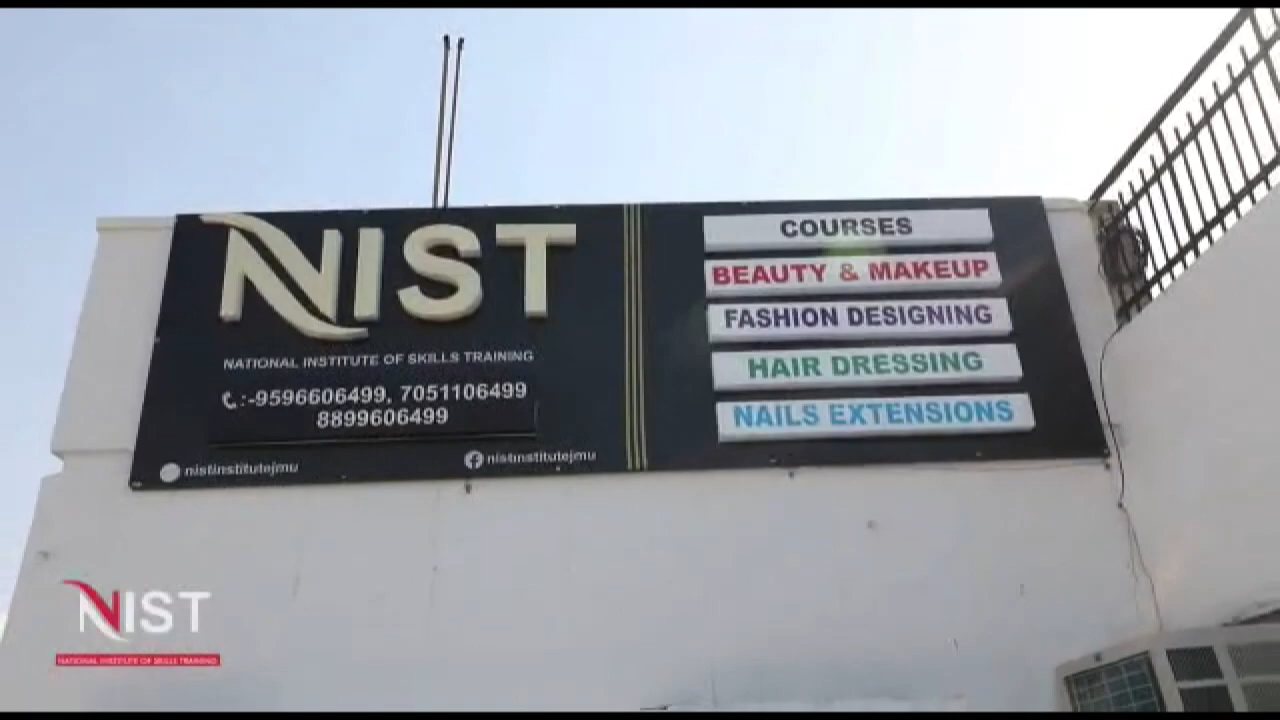 NIST
NATIONAL INSTITUTE OF SKILLS TRAINING
:-9596606499, 7051106499
8899606499
nistinstitutejmu
nistinstitutejmu
COURSES
BEAUTY & MAKEUP
FASHION DESIGNING
HAIR DRESSING
NAILS EXTENSIONS
NIST
NATIONAL INSTITUTE OF SKILLS TRAINING